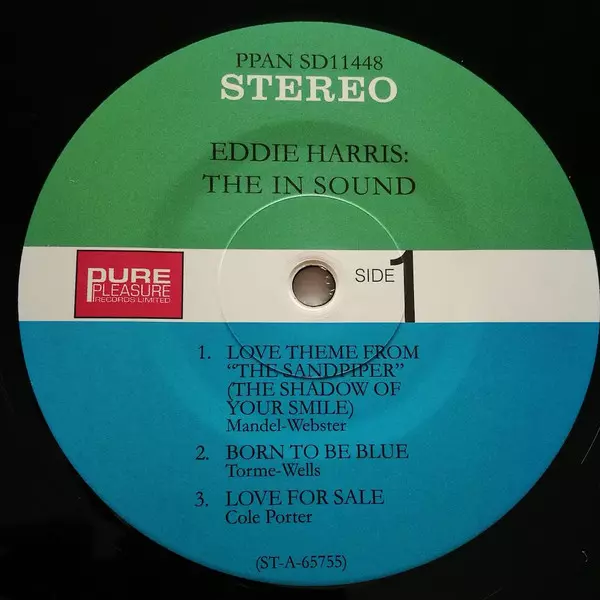 PPAN SD11448
STEREO
EDDIE HARRIS:
THE IN SOUND
PURE
PLEASURE
RECORDS LIMITED
SIDE 1
1. LOVE THEME FROM
“THE SANDPIPER”
(THE SHADOW OF
YOUR SMILE)
Mandel-Webster
2. BORN TO BE BLUE
Torme-Wells
3. LOVE FOR SALE
Cole Porter
(ST-A-65755)